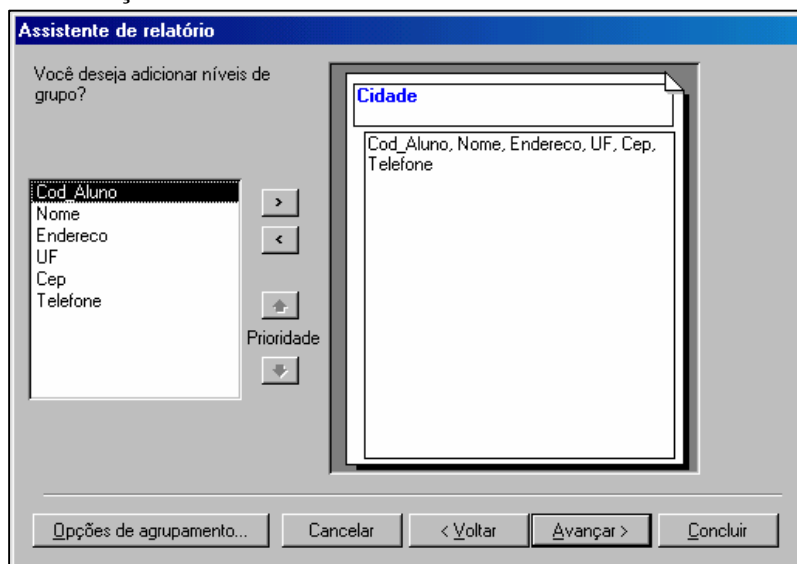 Assistente de relatório
Você deseja adicionar níveis de
grupo?
Cod_Aluno
Nome
Endereco
UF
Cep
Telefone
>
<
Prioridade
Cidade
Cod_Aluno, Nome, Endereco, UF, Cep,
Telefone
Opções de agrupamento...
Cancelar
< Voltar
Avançar >
Concluir